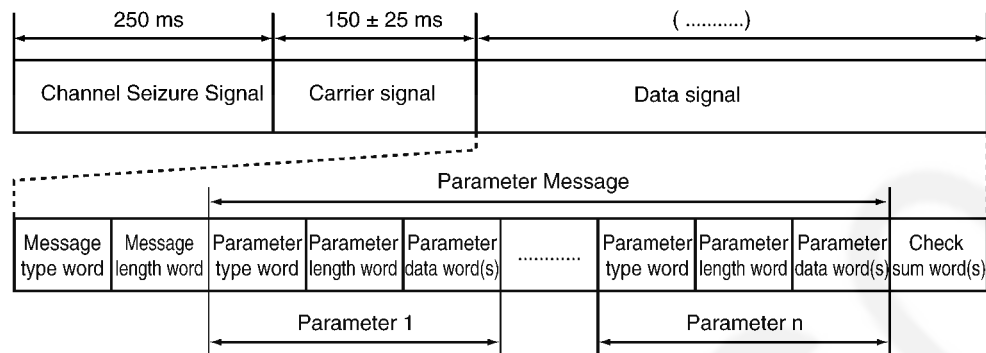 250 ms 150 ± 25 ms (...........)
Channel Seizure Signal Carrier signal Data signal
Parameter Message
Message type word Message length word Parameter type word Parameter length word Parameter data word(s) ............ Parameter type word Parameter length word Parameter data word(s) Check sum word(s)
Parameter 1 Parameter n